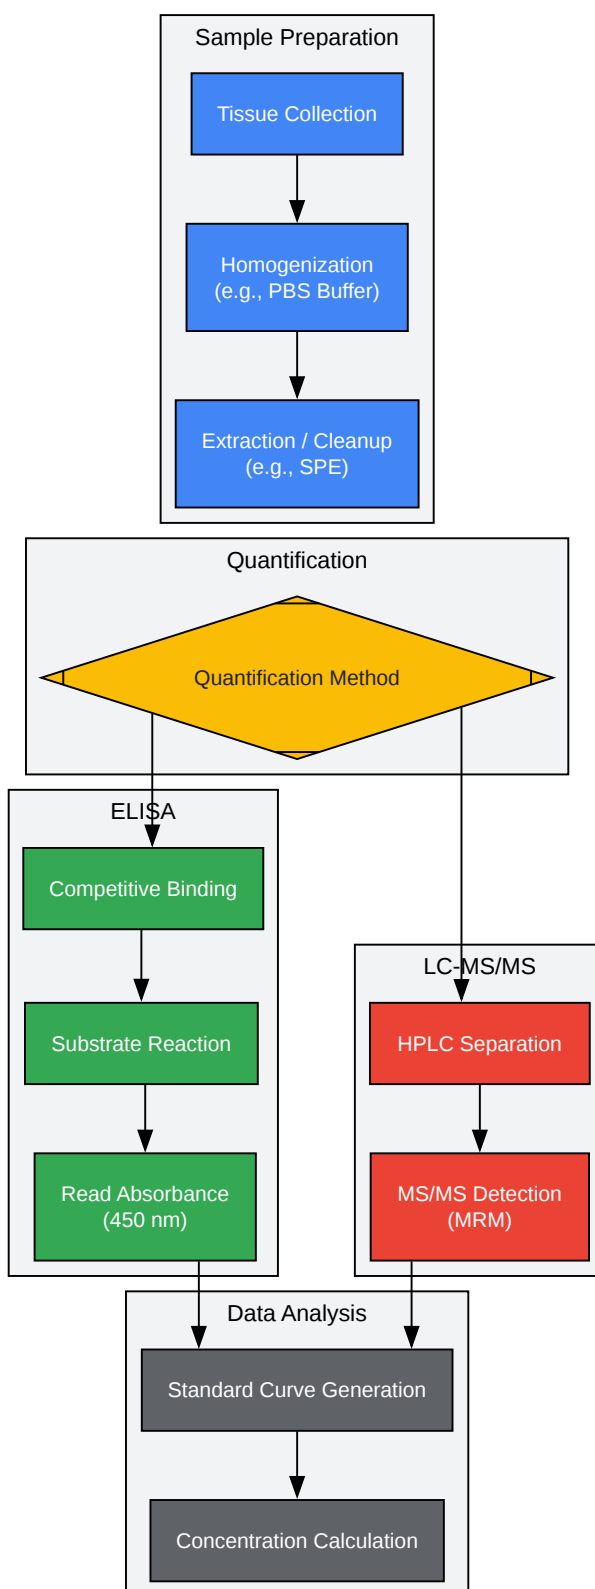 Sample Preparation
Tissue Collection
Homogenization
(e.g., PBS Buffer)
Extraction / Cleanup
(e.g., SPE)
Quantification
Quantification Method
ELISA
Competitive Binding
Substrate Reaction
Read Absorbance
(450 nm)
LC-MS/MS
HPLC Separation
MS/MS Detection
(MRM)
Data Analysis
Standard Curve Generation
Concentration Calculation